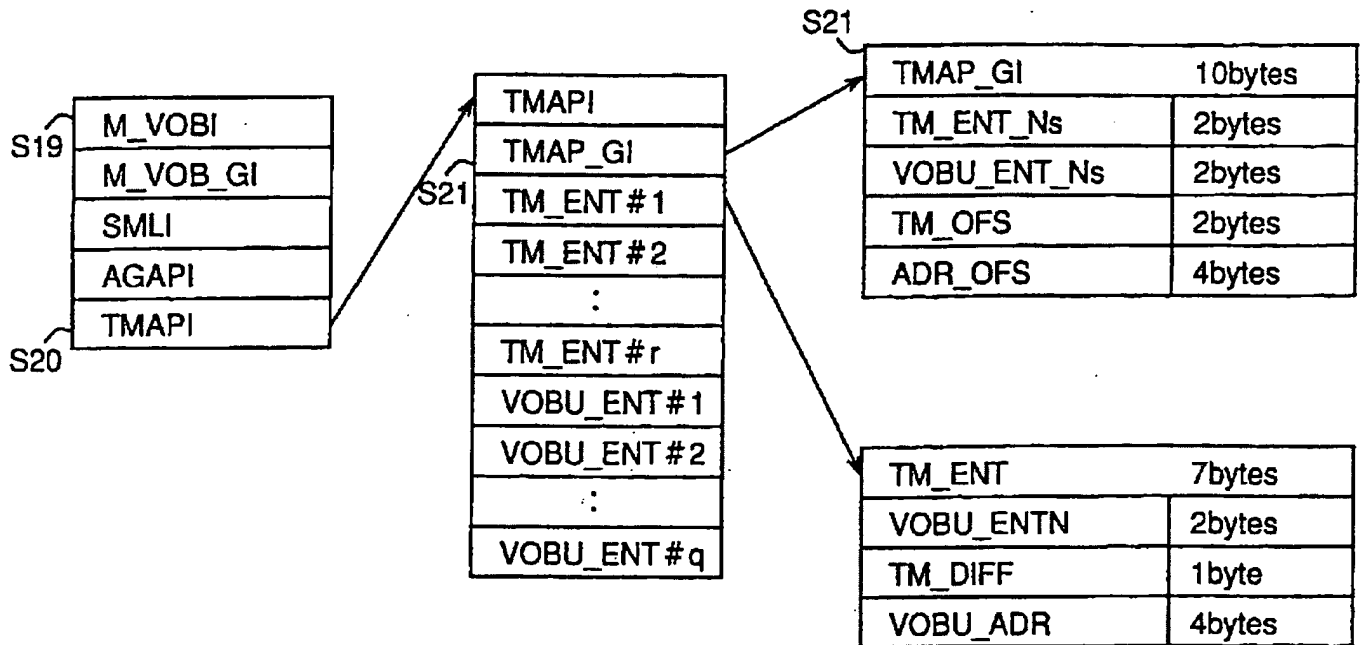 S19
M_VOBI
M_VOB_GI
SMLI
AGAPI
TMAPI
S20
TMAPI
TMAP_GI
S21
TM_ENT#1
TM_ENT#2
:
TM_ENT#r
VOBU_ENT#1
VOBU_ENT#2
:
VOBU_ENT#q
S21
TMAP_GI 10bytes
TM_ENT_Ns 2bytes
VOBU_ENT_Ns 2bytes
TM_OFS 2bytes
ADR_OFS 4bytes
TM_ENT 7bytes
VOBU_ENTN 2bytes
TM_DIFF 1byte
VOBU_ADR 4bytes